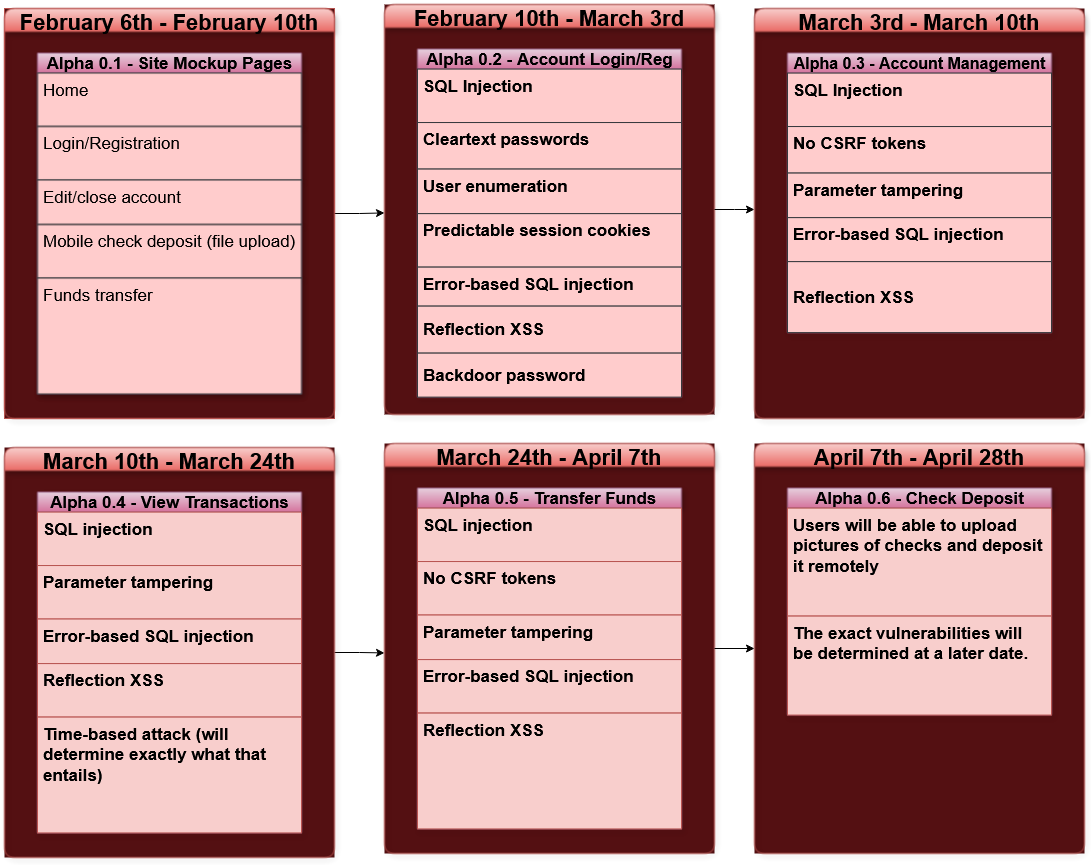 February 6th - February 10th
Alpha 0.1 - Site Mockup Pages
Home
Login/Registration
Edit/close account
Mobile check deposit (file upload)
Funds transfer
February 10th - March 3rd
Alpha 0.2 - Account Login/Reg
SQL Injection
Cleartext passwords
User enumeration
Predictable session cookies
Error-based SQL injection
Reflection XSS
Backdoor password
March 3rd - March 10th
Alpha 0.3 - Account Management
SQL Injection
No CSRF tokens
Parameter tampering
Error-based SQL injection
Reflection XSS
March 10th - March 24th
Alpha 0.4 - View Transactions
SQL injection
Parameter tampering
Error-based SQL injection
Reflection XSS
Time-based attack (will
determine exactly what that
entails)
March 24th - April 7th
Alpha 0.5 - Transfer Funds
SQL injection
No CSRF tokens
Parameter tampering
Error-based SQL injection
Reflection XSS
April 7th - April 28th
Alpha 0.6 - Check Deposit
Users will be able to upload
pictures of checks and deposit
it remotely
The exact vulnerabilities will
be determined at a later date.